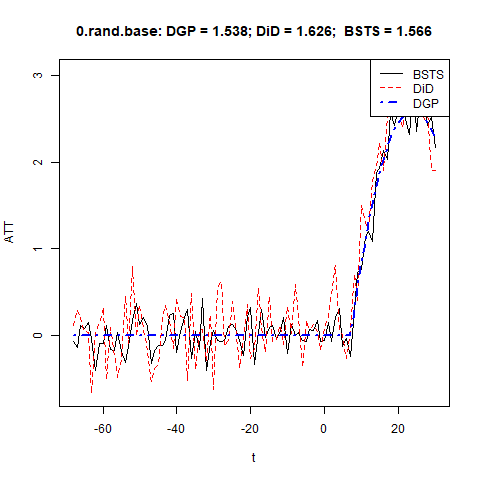 0.rand.base: DGP = 1.538; DiD = 1.626;  BSTS = 1.566
BSTS
DiD
DGP
3
2
1
0
ATT
-60
-40
-20
0
20
t